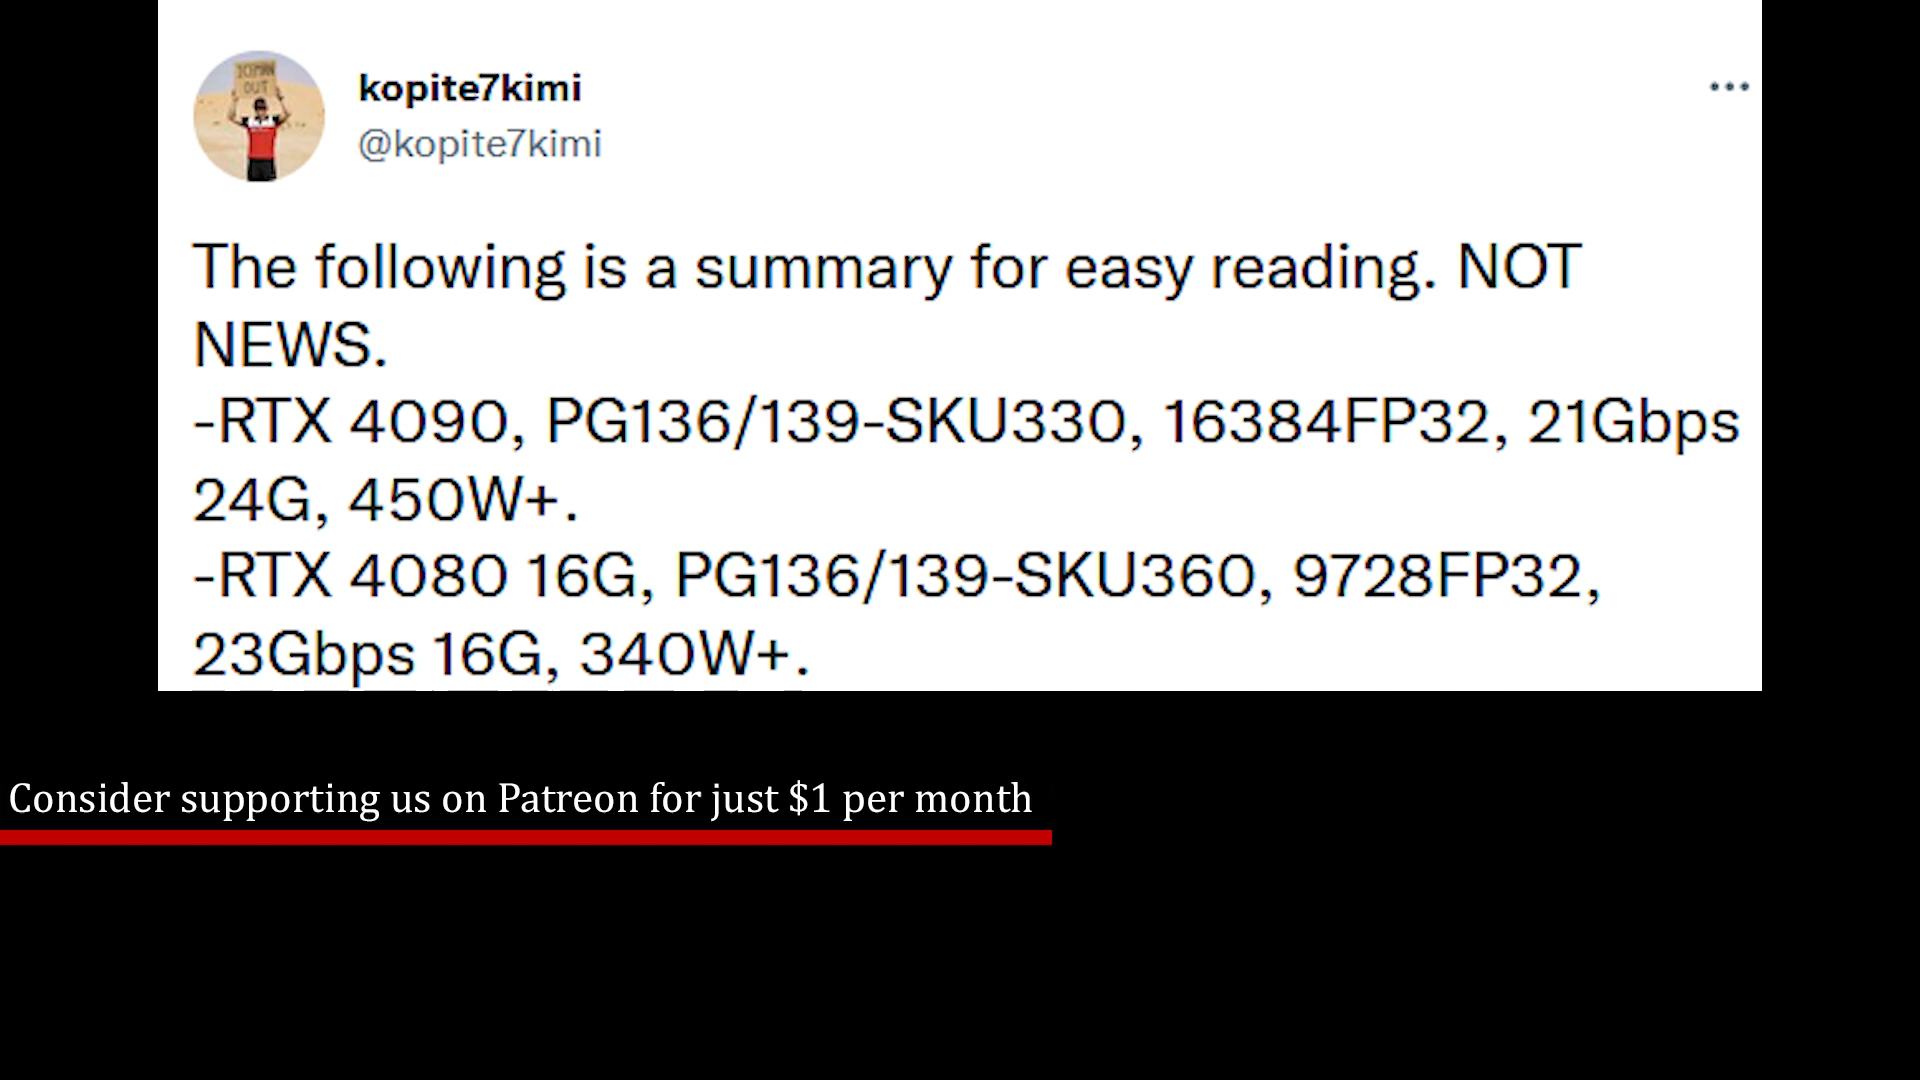 ICEMAN
OUT
kopite7kimi
@kopite7kimi
The following is a summary for easy reading. NOT
NEWS.
-RTX 4090, PG136/139-SKU330, 16384FP32, 21Gbps
24G, 450W+.
-RTX 4080 16G, PG136/139-SKU360, 9728FP32,
23Gbps 16G, 340W+.
Consider supporting us on Patreon for just $1 per month